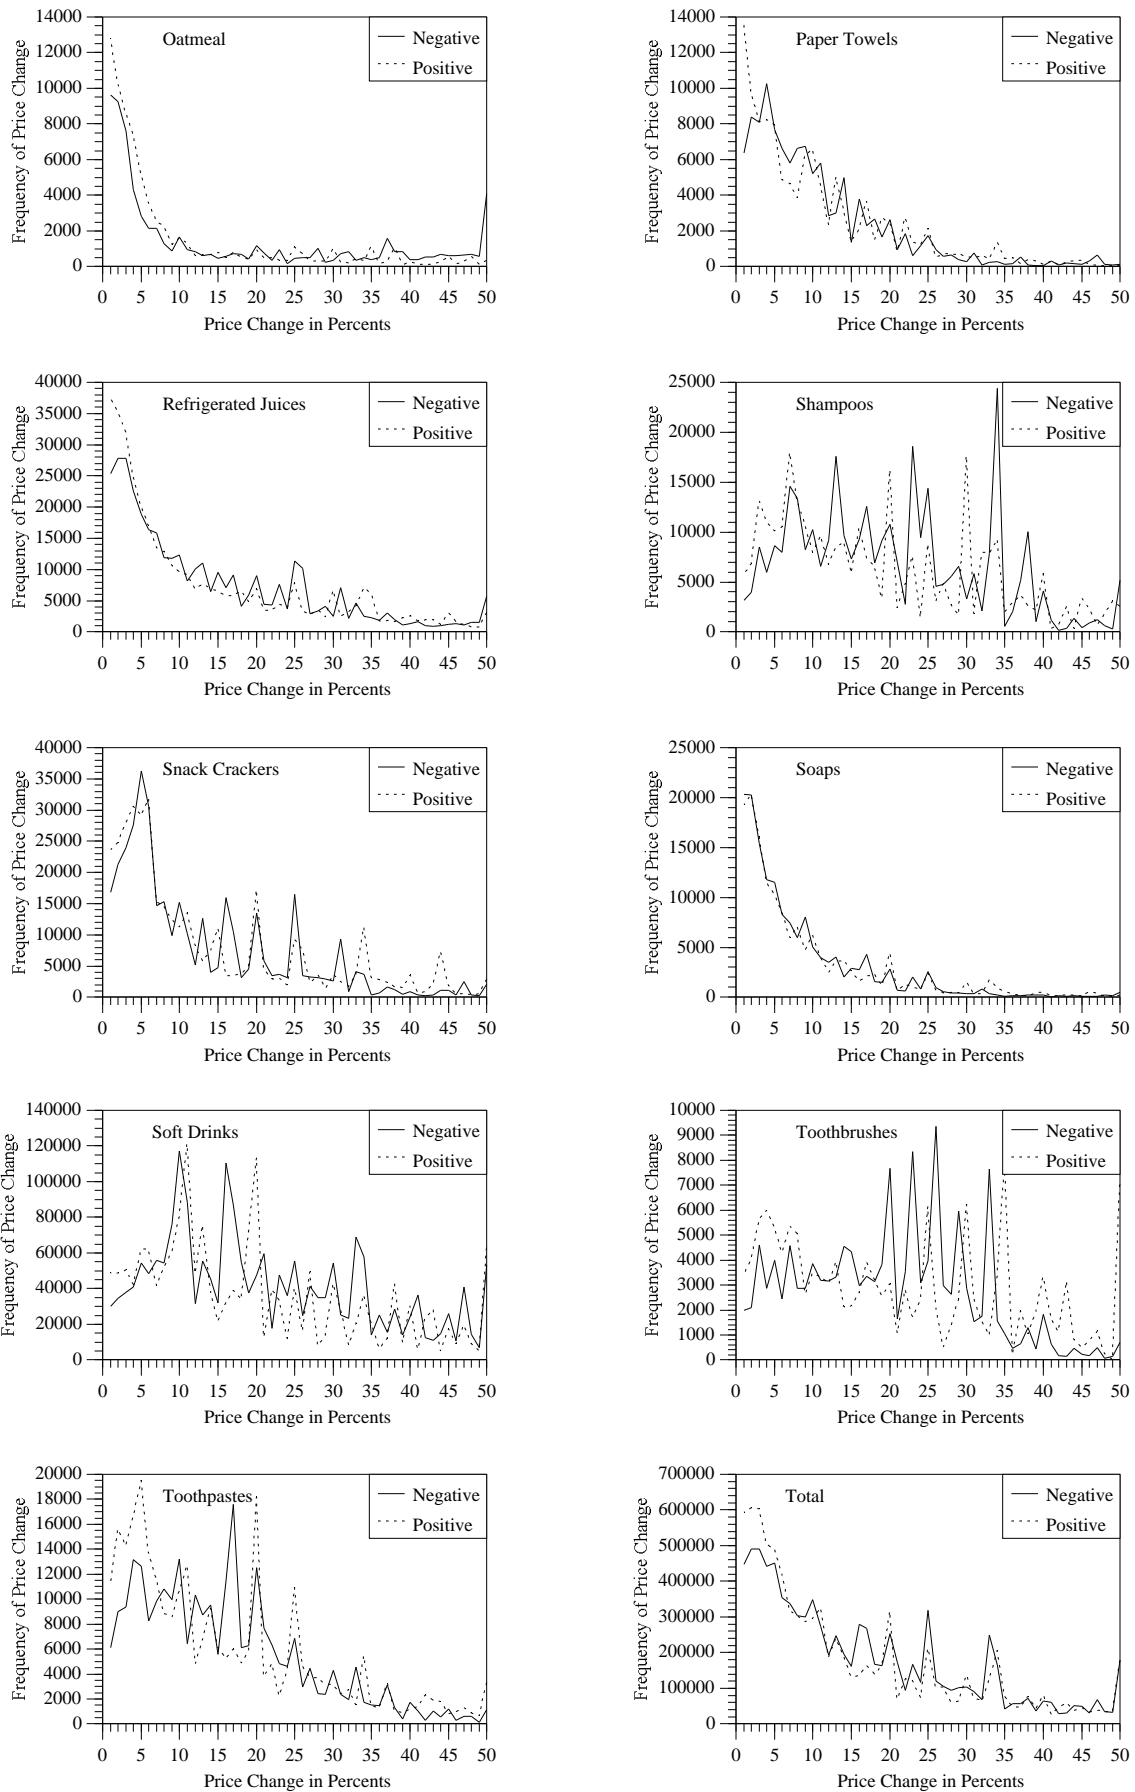 Oatmeal
Negative
Positive
Frequency of Price Change
14000
12000
10000
8000
6000
4000
2000
0
0 5 10 15 20 25 30 35 40 45 50
Price Change in Percents
Paper Towels
Negative
Positive
Frequency of Price Change
14000
12000
10000
8000
6000
4000
2000
0
0 5 10 15 20 25 30 35 40 45 50
Price Change in Percents
Refrigerated Juices
Negative
Positive
Frequency of Price Change
40000
35000
30000
25000
20000
15000
10000
5000
0
0 5 10 15 20 25 30 35 40 45 50
Price Change in Percents
Shampoos
Negative
Positive
Frequency of Price Change
25000
20000
15000
10000
5000
0
0 5 10 15 20 25 30 35 40 45 50
Price Change in Percents
Snack Crackers
Negative
Positive
Frequency of Price Change
40000
35000
30000
25000
20000
15000
10000
5000
0
0 5 10 15 20 25 30 35 40 45 50
Price Change in Percents
Soaps
Negative
Positive
Frequency of Price Change
25000
20000
15000
10000
5000
0
0 5 10 15 20 25 30 35 40 45 50
Price Change in Percents
Soft Drinks
Negative
Positive
Frequency of Price Change
140000
120000
100000
80000
60000
40000
20000
0
0 5 10 15 20 25 30 35 40 45 50
Price Change in Percents
Toothbrushes
Negative
Positive
Frequency of Price Change
10000
9000
8000
7000
6000
5000
4000
3000
2000
1000
0
0 5 10 15 20 25 30 35 40 45 50
Price Change in Percents
Toothpastes
Negative
Positive
Frequency of Price Change
20000
18000
16000
14000
12000
10000
8000
6000
4000
2000
0
0 5 10 15 20 25 30 35 40 45 50
Price Change in Percents
Total
Negative
Positive
Frequency of Price Change
700000
600000
500000
400000
300000
200000
100000
0
0 5 10 15 20 25 30 35 40 45 50
Price Change in Percents